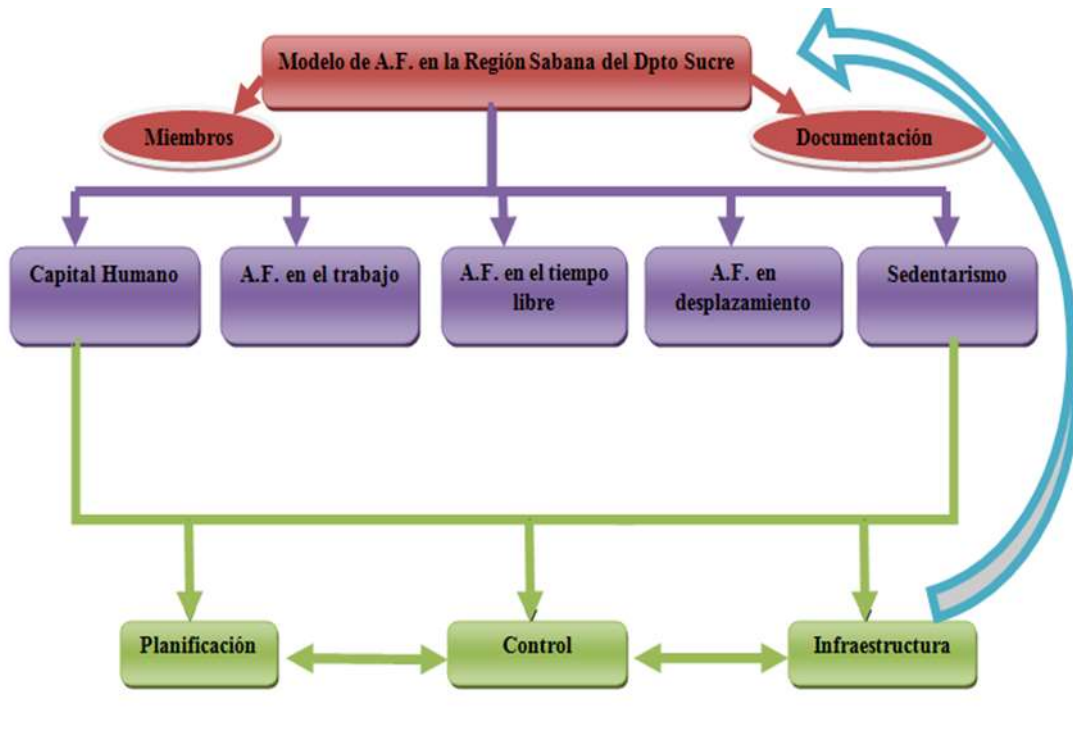 Modelo de A.F. en la Región Sabana del Dpto Sucre
Miembros
Documentación
Capital Humano
A.F. en el trabajo
A.F. en el tiempo
libre
A.F. en
desplazamiento
Sedentarismo
Planificación
Control
Infraestructura